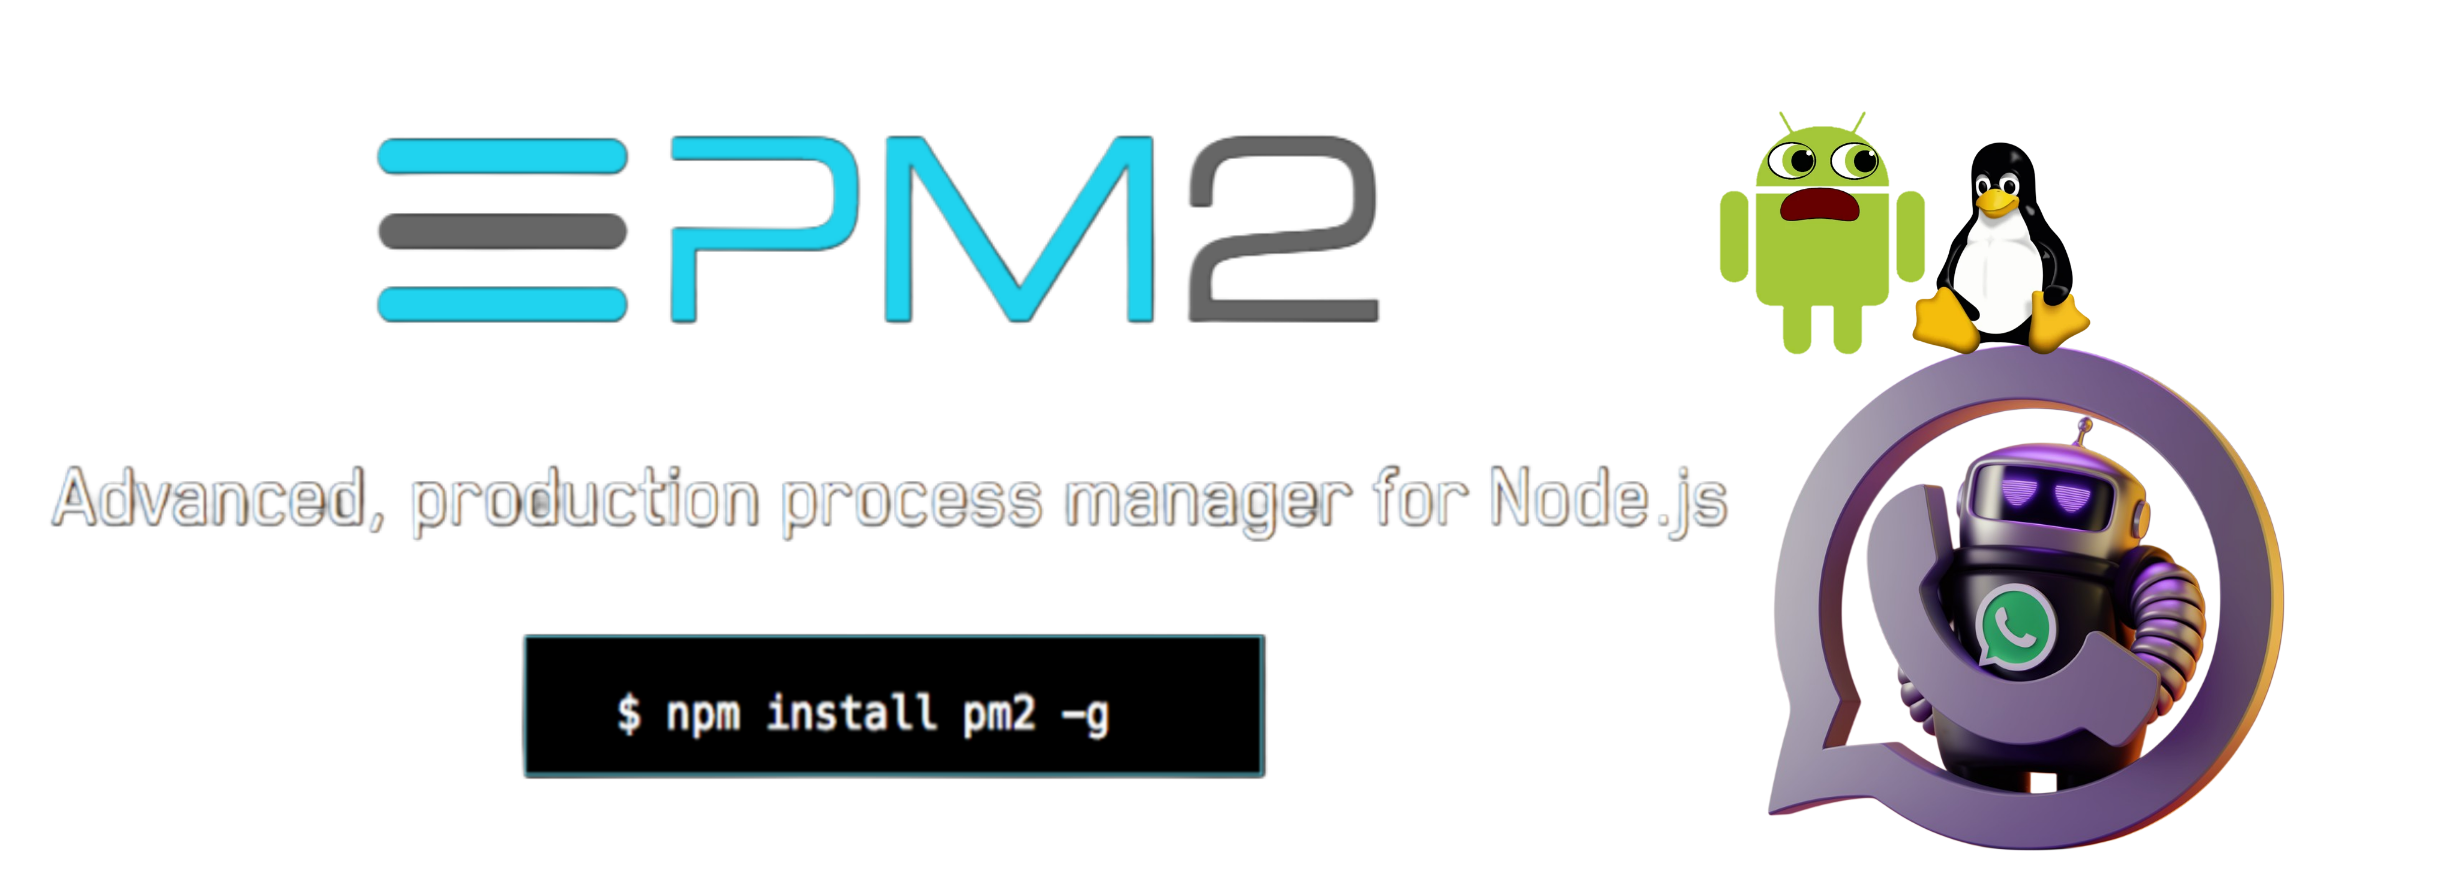 PM2
Advanced, production process manager for Node.js
$ npm install pm2 -g